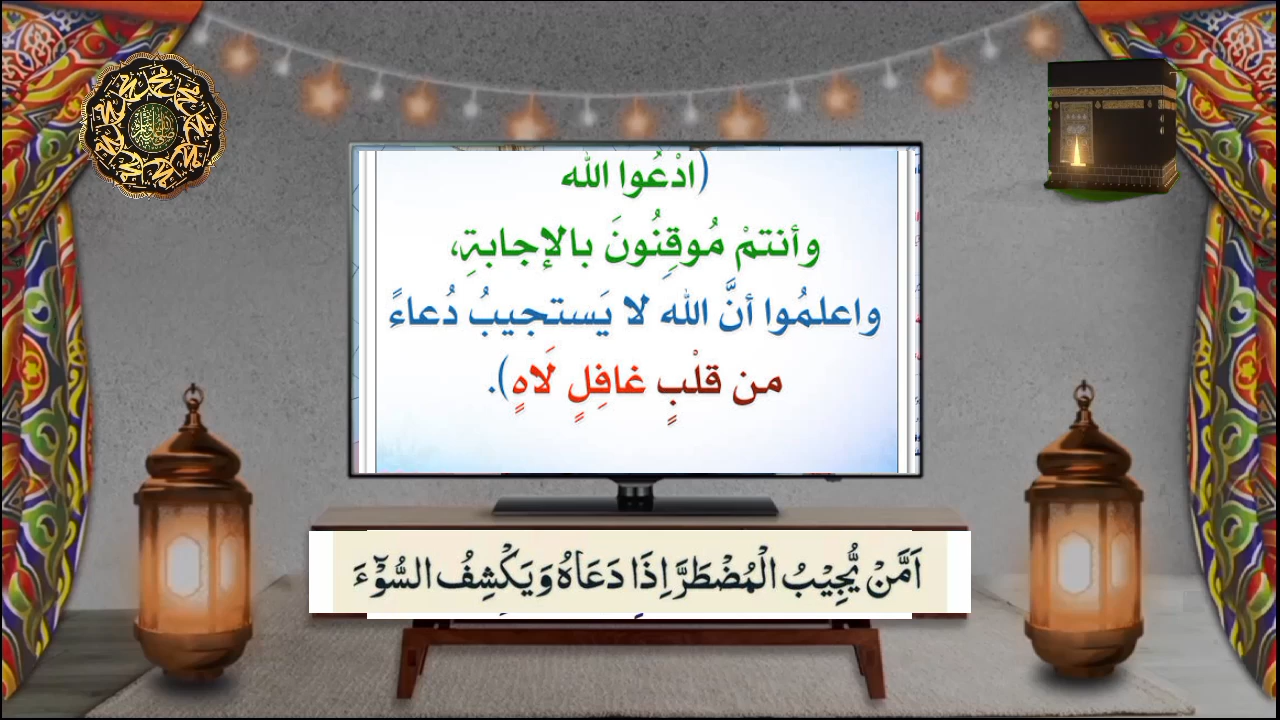 (ادْعُوا الله
وأنتمْ مُوقِنُونَ بالإجابةِ،
واعلمُوا أنَّ اللهَ لا يَستجيبُ دُعاءً
من قلْبٍ غافِلٍ لَاهٍ).
اَمَّنْ يُّجِيْبُ الْمُضْطَرَّ اِذَا دَعَاهُ وَيَكْشِفُ السُّوْٓءَ